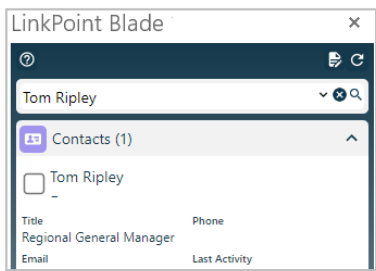 LinkPoint Blade
Tom Ripley
Contacts (1)
Tom Ripley
–
Title Phone
Regional General Manager
Email Last Activity